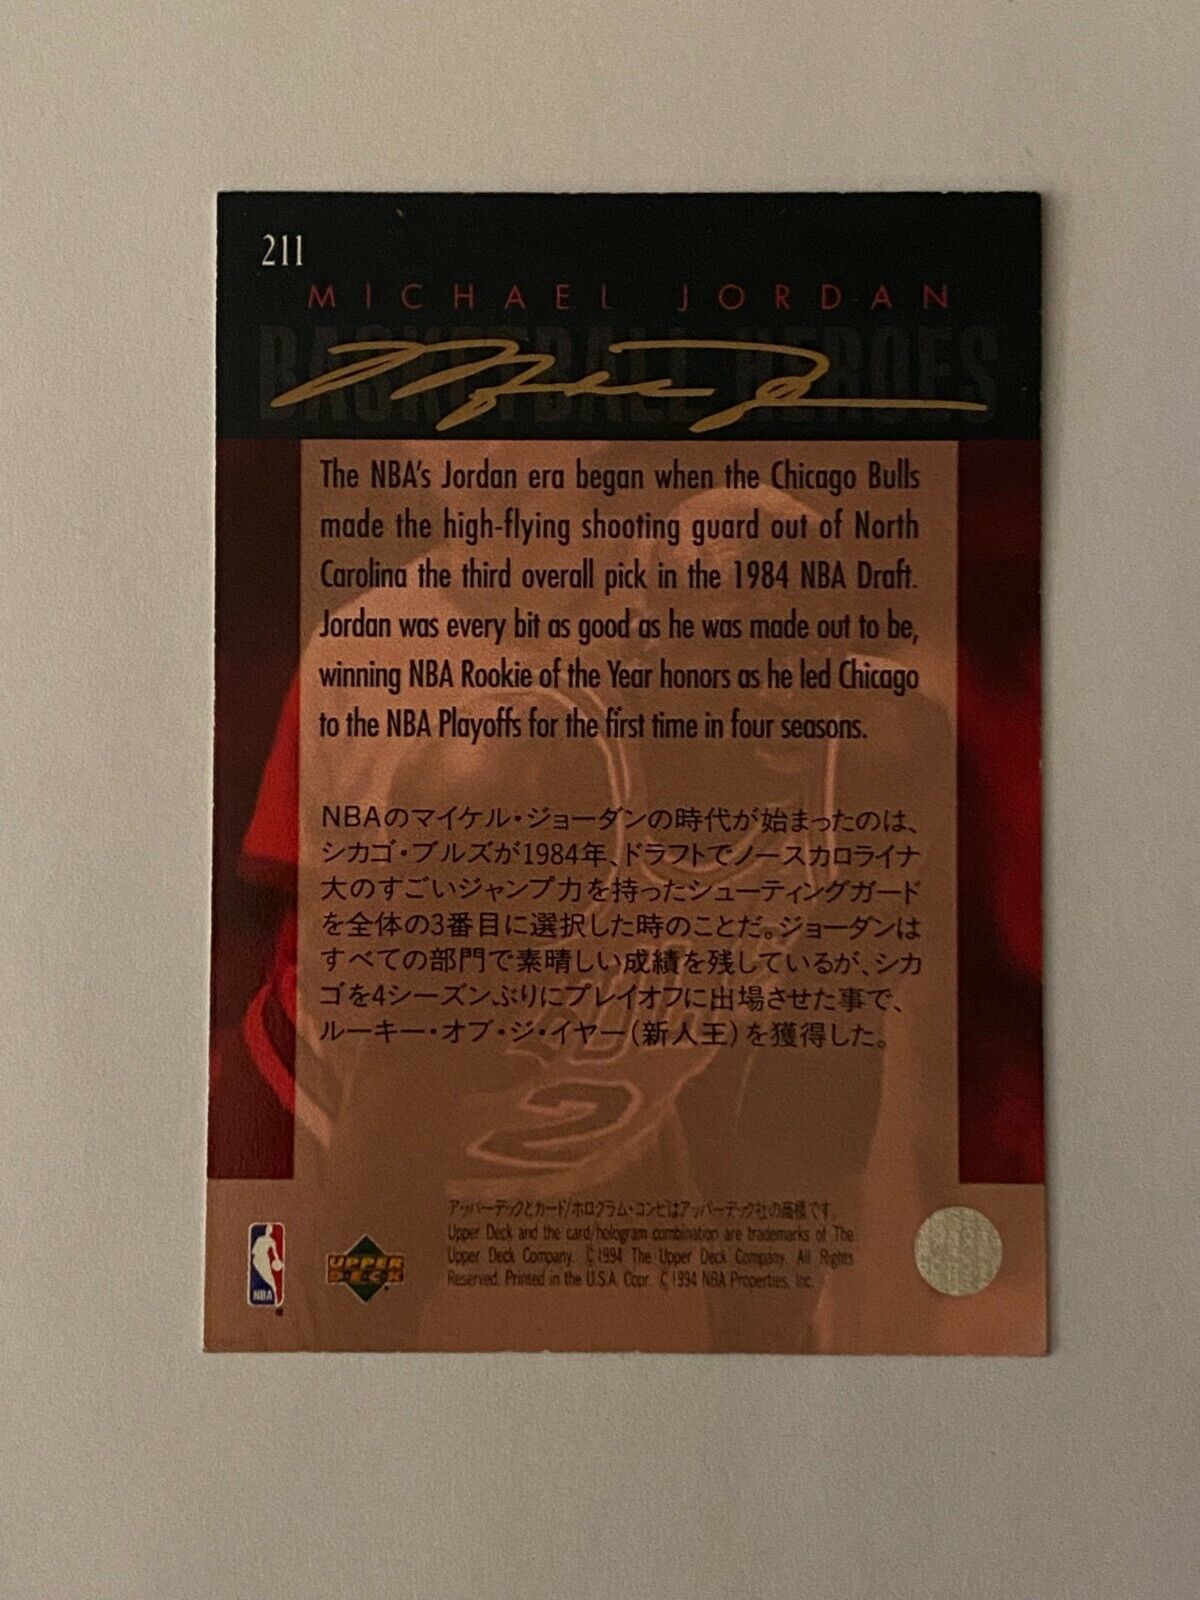 211
MICHAEL JORDAN
BASKETBALL HEROES
The NBA's Jordan era began when the Chicago Bulls
made the high-flying shooting guard out of North
Carolina the third overall pick in the 1984 NBA Draft.
Jordan was every bit as good as he was made out to be,
winning NBA Rookie of the Year honors as he led Chicago
to the NBA Playoffs for the first time in four seasons.
NBAのマイケル・ジョーダンの時代が始まったのは、
シカゴ・ブルズが1984年、ドラフトでノースカロライナ
大のすごいジャンプ力を持ったシューティングガード
を全体の3番目に選択した時のことだ。ジョーダンは
すべての部門で素晴しい成績を残しているが、シカ
ゴを4シーズンぶりにプレイオフに出場させた事で、
ルーキー・オブ・ジ・イヤー(新人王)を獲得した。
アッパーデックとカード/ホログラム・コンビはアッパーデック社の商標です。
Upper Deck and the card/hologram combination are trademarks of The
Upper Deck Company. ©1994 The Upper Deck Company. All Rights
Reserved. Printed in the U.S.A. Copr. ©1994 NBA Properties, Inc.
NBA
UPPER
DECK